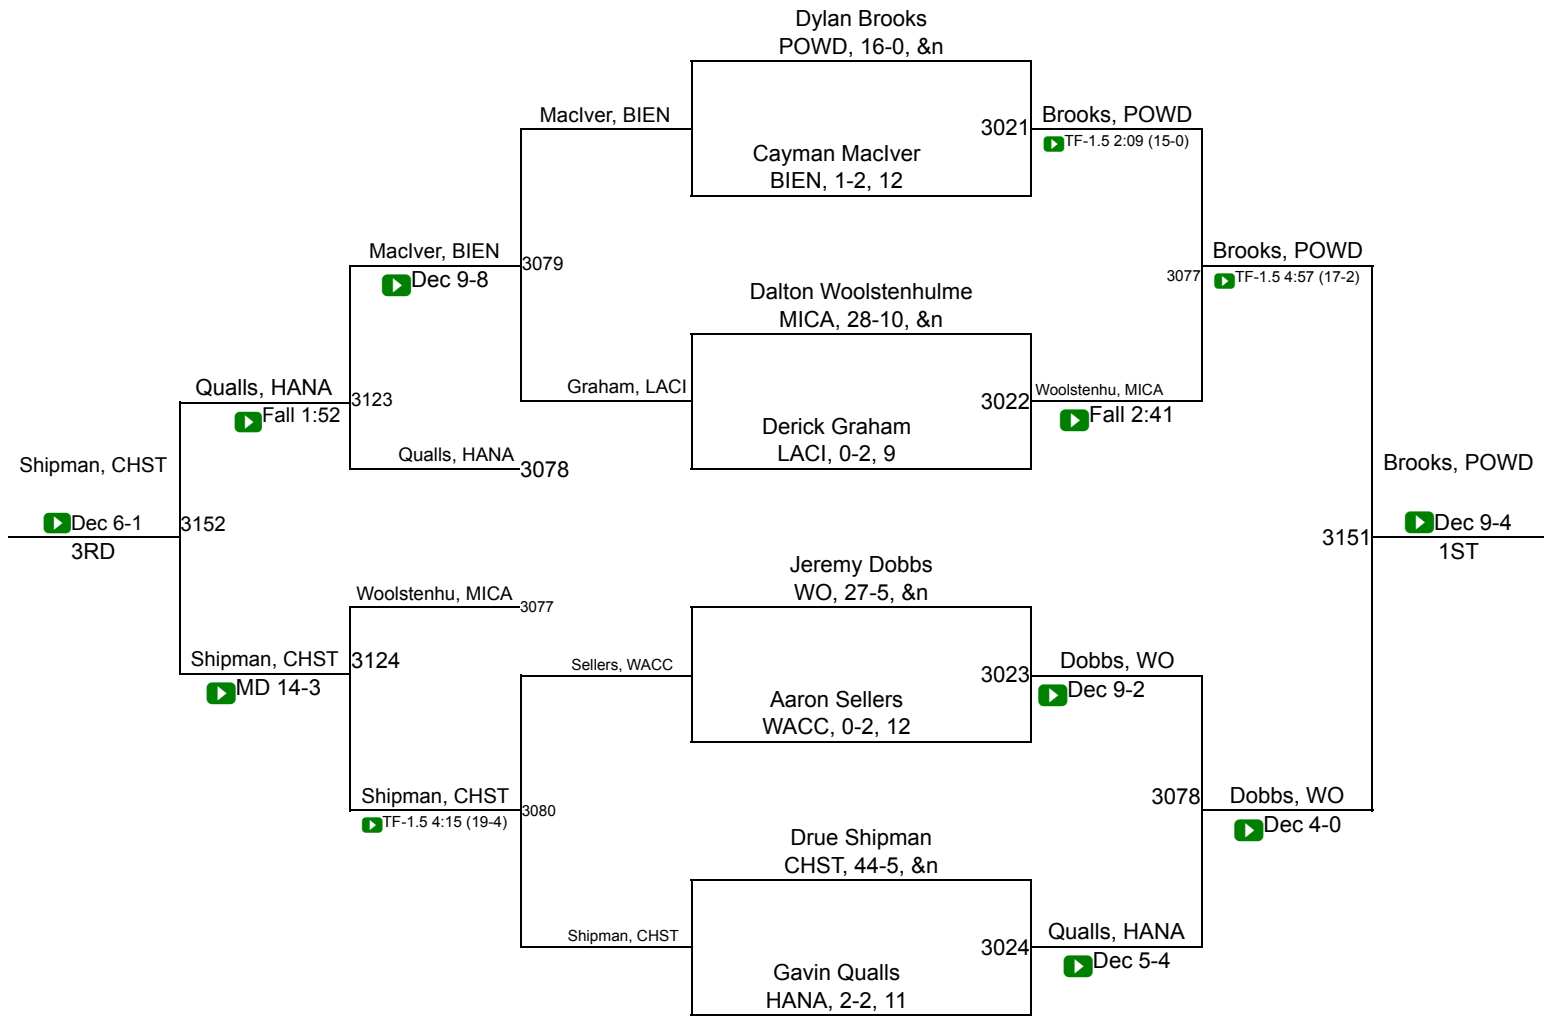 Dylan Brooks
POWD, 16-0, &n
MacIver, BIEN
3021
Brooks, POWD
TF-1.5 2:09 (15-0)
Cayman MacIver
BIEN, 1-2, 12
MacIver, BIEN
3079
Dec 9-8
Brooks, POWD
3077
TF-1.5 4:57 (17-2)
Dalton Woolstenhulme
MICA, 28-10, &n
Qualls, HANA
3123
Fall 1:52
Graham, LACI
3022
Woolstenhu, MICA
Fall 2:41
Derick Graham
LACI, 0-2, 9
Qualls, HANA
3078
Shipman, CHST
Dec 6-1
3152
3RD
Brooks, POWD
3151
Dec 9-4
1ST
Jeremy Dobbs
WO, 27-5, &n
Woolstenhu, MICA
3077
Shipman, CHST
3124
MD 14-3
Sellers, WACC
3023
Dobbs, WO
Dec 9-2
Aaron Sellers
WACC, 0-2, 12
Shipman, CHST
3080
TF-1.5 4:15 (19-4)
3078
Dobbs, WO
Dec 4-0
Drue Shipman
CHST, 44-5, &n
Shipman, CHST
3024
Qualls, HANA
Dec 5-4
Gavin Qualls
HANA, 2-2, 11